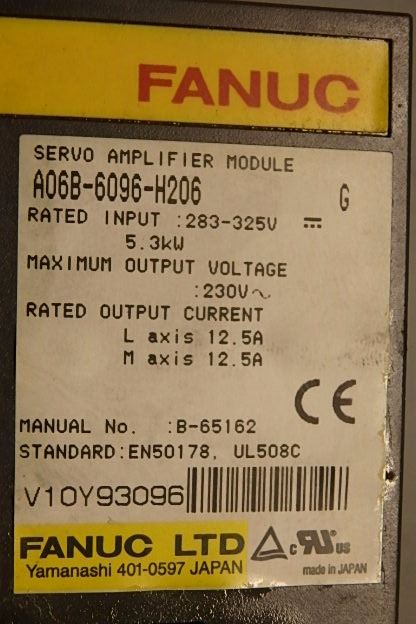 FANUC
SERVO AMPLIFIER MODULE
A06B-6096-H206 G
RATED INPUT :283-325V ⎓
5.3kW
MAXIMUM OUTPUT VOLTAGE
:230V~
RATED OUTPUT CURRENT
L axis 12.5A
M axis 12.5A
CE
MANUAL No. :B-65162
STANDARD:EN50178, UL508C
V10Y93096
FANUC LTD
Yamanashi 401-0597 JAPAN
c RU US
made in JAPAN